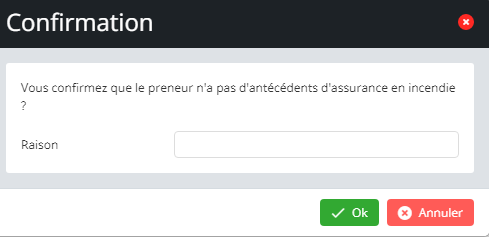 Confirmation
Vous confirmez que le preneur n'a pas d'antécédents d'assurance en incendie
?
Raison
Ok
Annuler